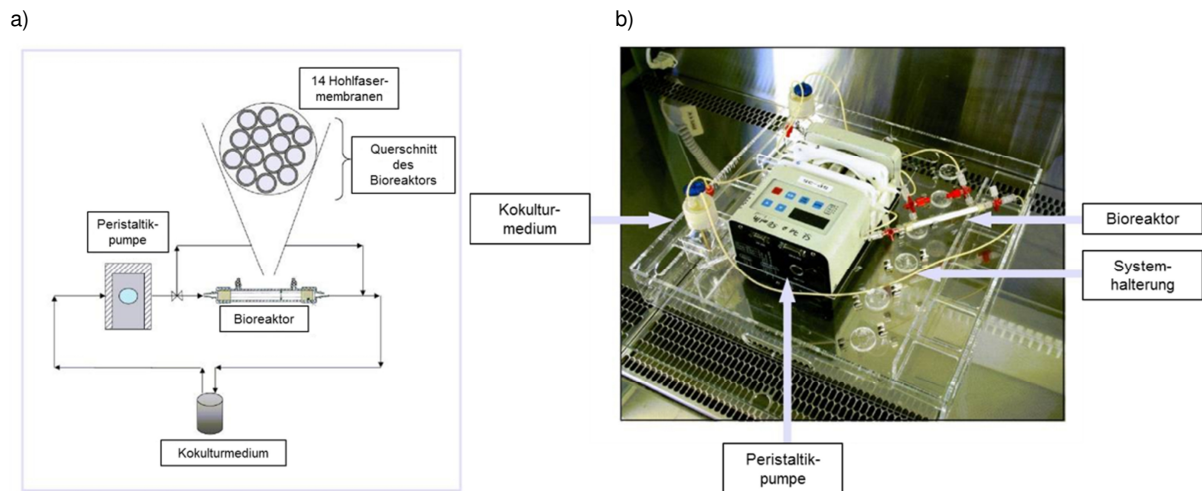 a)
14 Hohlfaser-
membranen
Querschnitt
des
Bioreaktors
Peristaltik-
pumpe
Bioreaktor
Kokulturmedium
b)
Kokultur-
medium
Bioreaktor
System-
halterung
Peristaltik-
pumpe